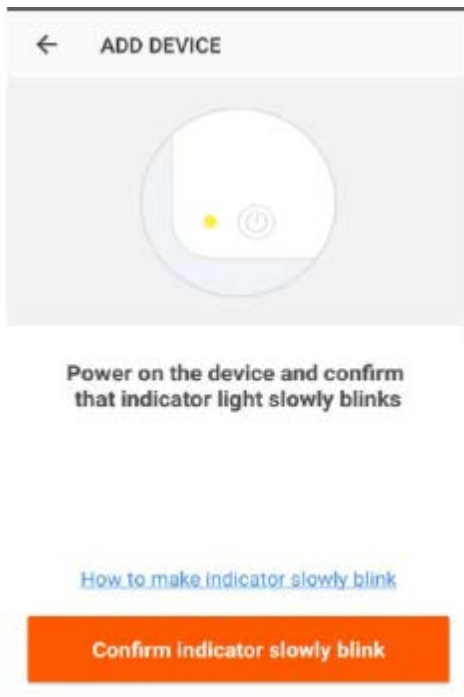 ADD DEVICE
Power on the device and confirm
that indicator light slowly blinks
How to make indicator slowly blink
Confirm indicator slowly blink